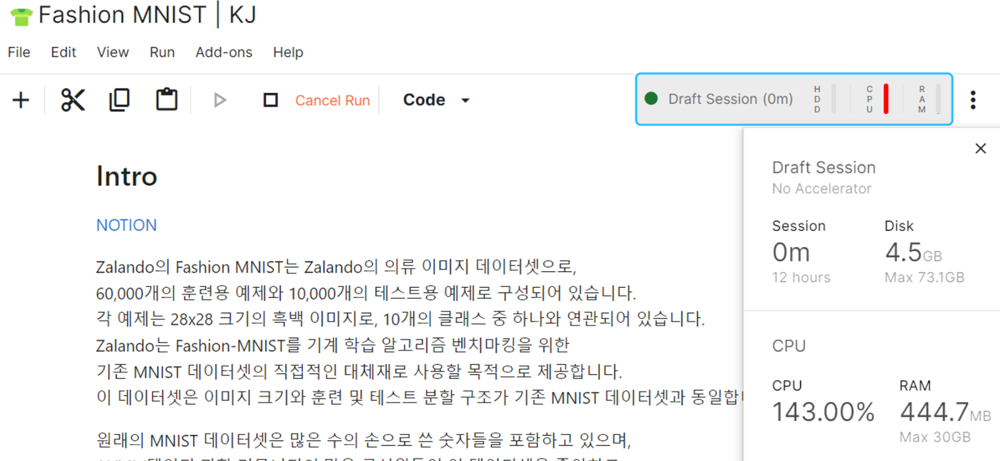 Fashion MNIST | KJ
File Edit View Run Add-ons Help
Cancel Run Code Draft Session (0m) HDD CPU RAM
Intro
NOTION
Zalando의 Fashion MNIST는 Zalando의 의류 이미지 데이터셋으로,
60,000개의 훈련용 예제와 10,000개의 테스트용 예제로 구성되어 있습니다.
각 예제는 28x28 크기의 흑백 이미지로, 10개의 클래스 중 하나와 연관되어 있습니다.
Zalando는 Fashion-MNIST를 기계 학습 알고리즘 벤치마킹을 위한
기존 MNIST 데이터셋의 직접적인 대체재로 사용할 목적으로 제공합니다.
이 데이터셋은 이미지 크기와 훈련 및 테스트 분할 구조가 기존 MNIST 데이터셋과
원래의 MNIST 데이터셋은 많은 수의 손으로 쓴 숫자들을 포함하고 있으며,
Draft Session
No Accelerator
Session Disk
0m 4.5GB
12 hours Max 73.1GB
CPU
CPU RAM
143.00% 444.7MB
Max 30GB